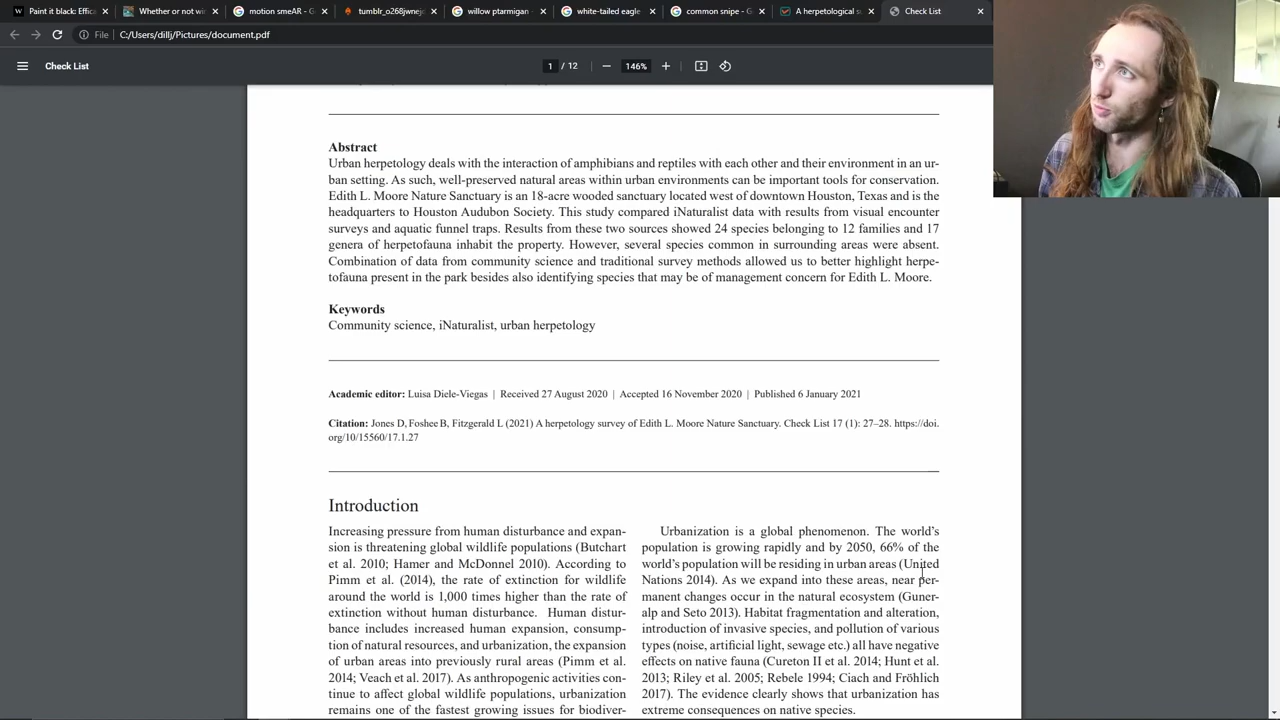 Paint it black: Effica
Whether or not wi
motion smeAR - G
tumblr_o268jwnejc
willow ptarmigan
white-tailed eagle
common snipe - G
A herpetological s
Check List
File
C:/Users/dillj/Pictures/document.pdf
Check List
1 / 12
146%
Abstract
Urban herpetology deals with the interaction of amphibians and reptiles with each other and their environment in an ur-
ban setting. As such, well-preserved natural areas within urban environments can be important tools for conservation.
Edith L. Moore Nature Sanctuary is an 18-acre wooded sanctuary located west of downtown Houston, Texas and is the
headquarters to Houston Audubon Society. This study compared iNaturalist data with results from visual encounter
surveys and aquatic funnel traps. Results from these two sources showed 24 species belonging to 12 families and 17
genera of herpetofauna inhabit the property. However, several species common in surrounding areas were absent.
Combination of data from community science and traditional survey methods allowed us to better highlight herpe-
tofauna present in the park besides also identifying species that may be of management concern for Edith L. Moore.
Keywords
Community science, iNaturalist, urban herpetology
Academic editor: Luisa Diele-Viegas | Received 27 August 2020 | Accepted 16 November 2020 | Published 6 January 2021
Citation: Jones D, Foshee B, Fitzgerald L (2021) A herpetology survey of Edith L. Moore Nature Sanctuary. Check List 17 (1): 27–28. https://doi.
org/10/15560/17.1.27
Introduction
Increasing pressure from human disturbance and expan-
sion is threatening global wildlife populations (Butchart
et al. 2010; Hamer and McDonnel 2010). According to
Pimm et al. (2014), the rate of extinction for wildlife
around the world is 1,000 times higher than the rate of
extinction without human disturbance. Human distur-
bance includes increased human expansion, consump-
tion of natural resources, and urbanization, the expansion
of urban areas into previously rural areas (Pimm et al.
2014; Veach et al. 2017). As anthropogenic activities con-
tinue to affect global wildlife populations, urbanization
remains one of the fastest growing issues for biodiver-
Urbanization is a global phenomenon. The world's
population is growing rapidly and by 2050, 66% of the
world's population will be residing in urban areas (United
Nations 2014). As we expand into these areas, near per-
manent changes occur in the natural ecosystem (Guner-
alp and Seto 2013). Habitat fragmentation and alteration,
introduction of invasive species, and pollution of various
types (noise, artificial light, sewage etc.) all have negative
effects on native fauna (Cureton II et al. 2014; Hunt et al.
2013; Riley et al. 2005; Rebele 1994; Ciach and Fröhlich
2017). The evidence clearly shows that urbanization has
extreme consequences on native species.